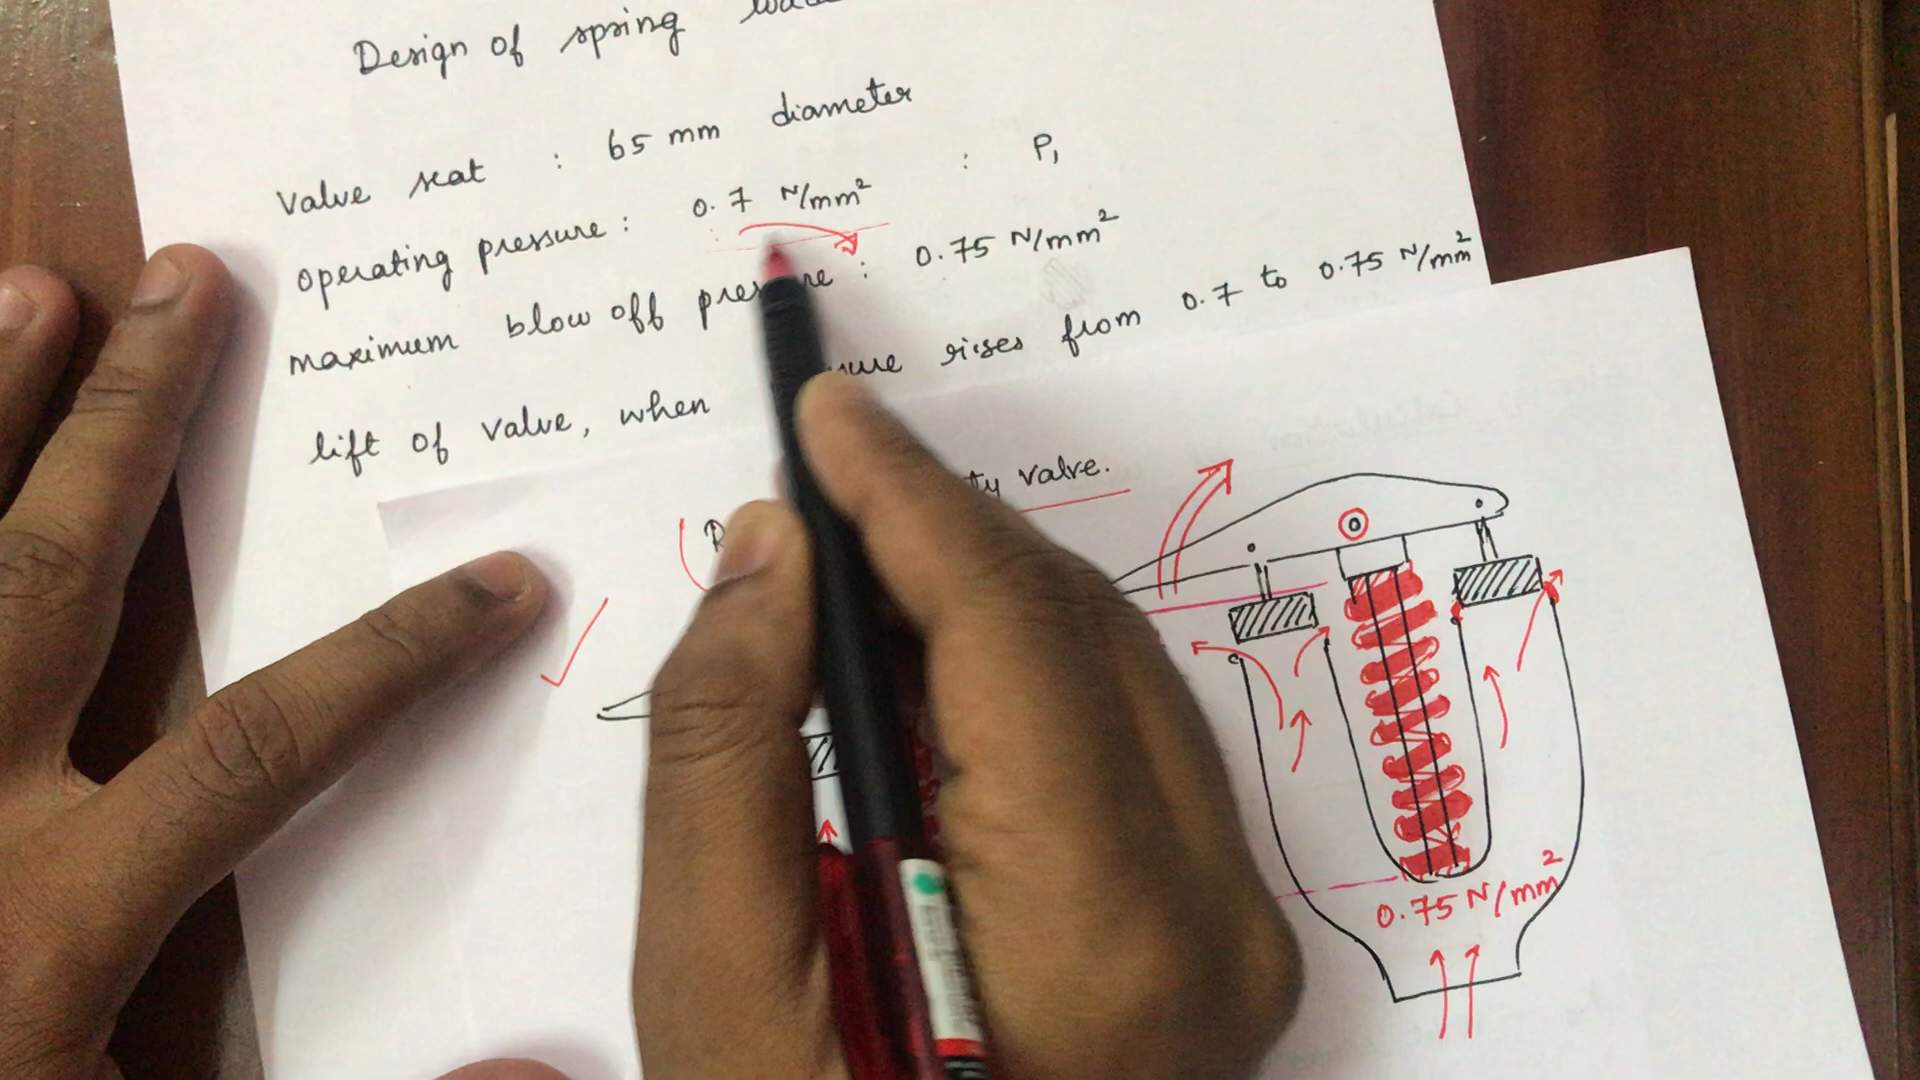 Design of spring
Valve seat : 65 mm diameter
operating pressure : 0.7 N/mm² : P₁
maximum blow off pressure : 0.75 N/mm²
lift of valve, when rises from 0.7 to 0.75 N/mm²
valve.
0.75 N/mm²